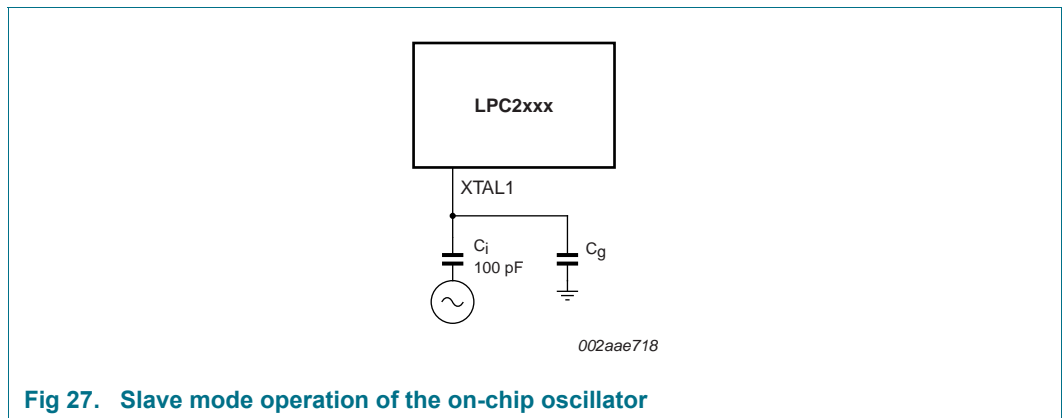 LPC2xxx
XTAL1
Ci
100 pF
Cg
002aae718
Fig 27. Slave mode operation of the on-chip oscillator